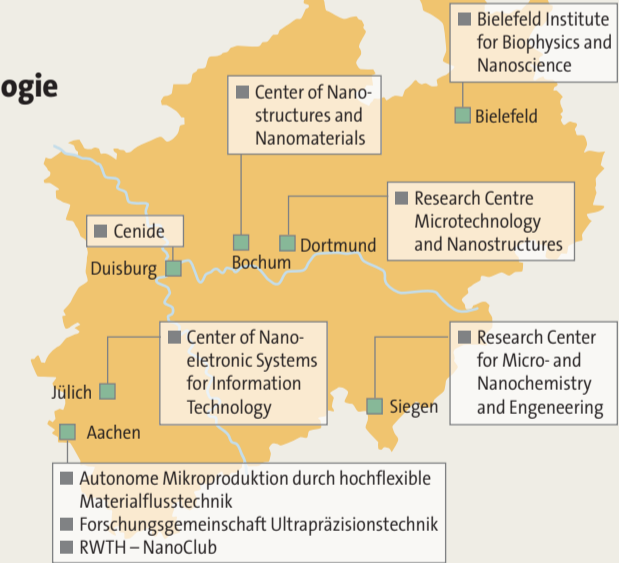 ogie
Bielefeld Institute
for Biophysics and
Nanoscience
Bielefeld
Center of Nano-
structures and
Nanomaterials
Research Centre
Microtechnology
and Nanostructures
Cenide
Duisburg
Bochum
Dortmund
Center of Nano-
eletronic Systems
for Information
Technology
Research Center
for Micro- and
Nanochemistry
and Engeneering
Jülich
Siegen
Aachen
Autonome Mikroproduktion durch hochflexible
Materialflusstechnik
Forschungsgemeinschaft Ultrapräzisionstechnik
RWTH – NanoClub